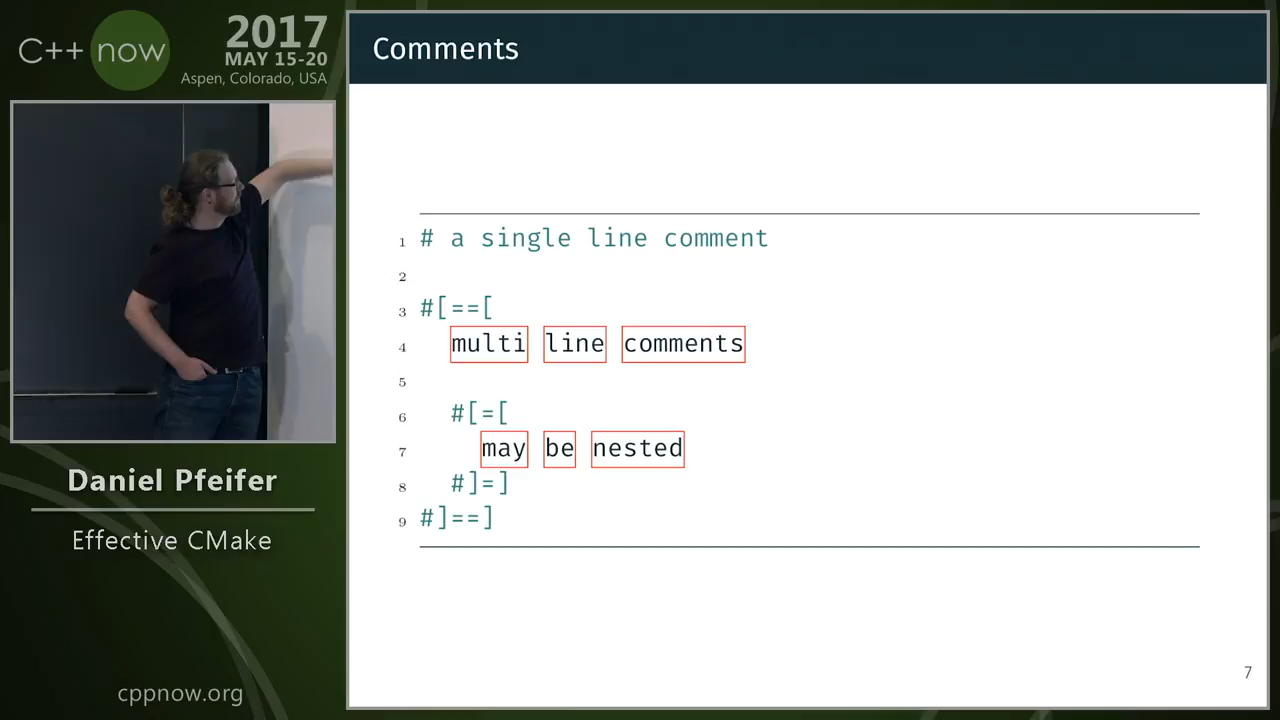 C++ now
2017
MAY 15-20
Aspen, Colorado, USA
Daniel Pfeifer
Effective CMake
cppnow.org
Comments
1 # a single line comment
2
3 #[==[
4 multi line comments
5
6 #[=[
7 may be nested
8 #]=]
9 #]==]
7